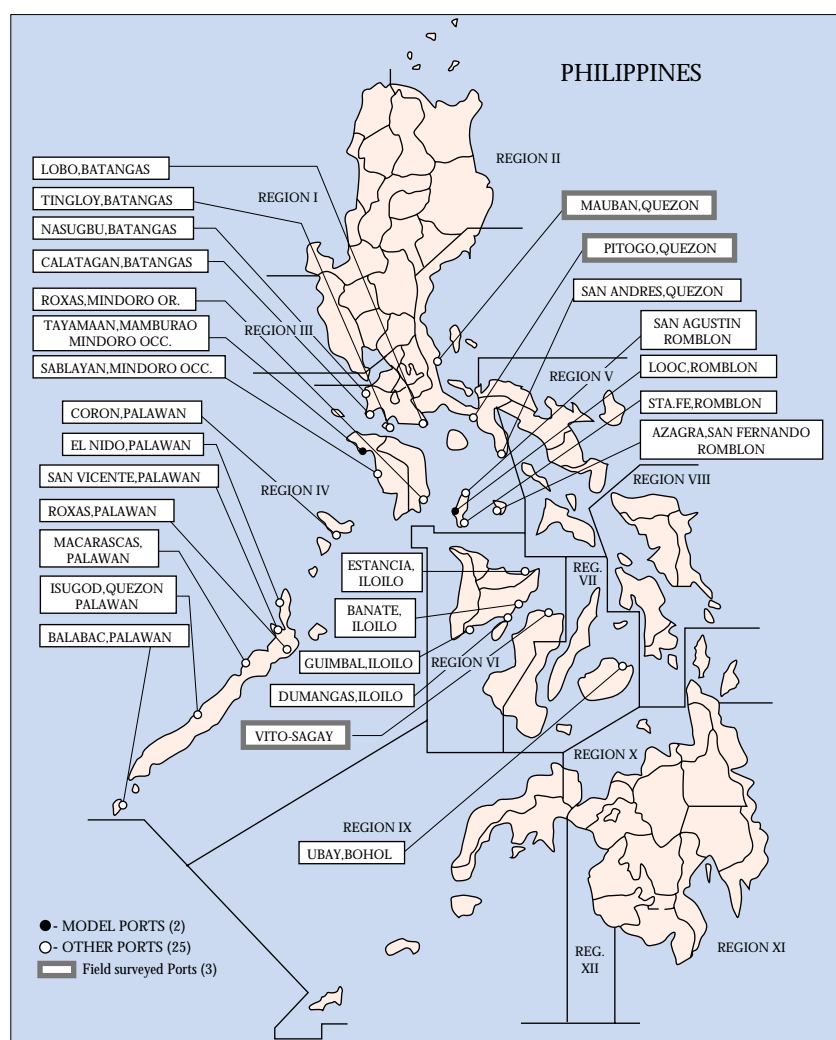 PHILIPPINES
REGION II
REGION I
LOBO,BATANGAS
TINGLOY,BATANGAS
NASUGBU,BATANGAS
CALATAGAN,BATANGAS
ROXAS,MINDORO OR.
TAYAMAAN,MAMBURAO
MINDORO OCC.
REGION III
SABLAYAN,MINDORO OCC.
CORON,PALAWAN
EL NIDO,PALAWAN
SAN VICENTE,PALAWAN
REGION IV
ROXAS,PALAWAN
MACARASCAS,
PALAWAN
ISUGOD,QUEZON
PALAWAN
BALABAC,PALAWAN
MAUBAN,QUEZON
PITOGO,QUEZON
SAN ANDRES,QUEZON
SAN AGUSTIN
ROMBLON
REGION V
LOOC,ROMBLON
STA.FE,ROMBLON
AZAGRA,SAN FERNANDO
ROMBLON
REGION VIII
ESTANCIA,
ILOILO
REG.
VII
BANATE,
ILOILO
GUIMBAL,ILOILO
REGION VI
DUMANGAS,ILOILO
VITO-SAGAY
REGION X
REGION IX
UBAY,BOHOL
REGION XI
REG.
XII
- MODEL PORTS (2)
- OTHER PORTS (25)
Field surveyed Ports (3)